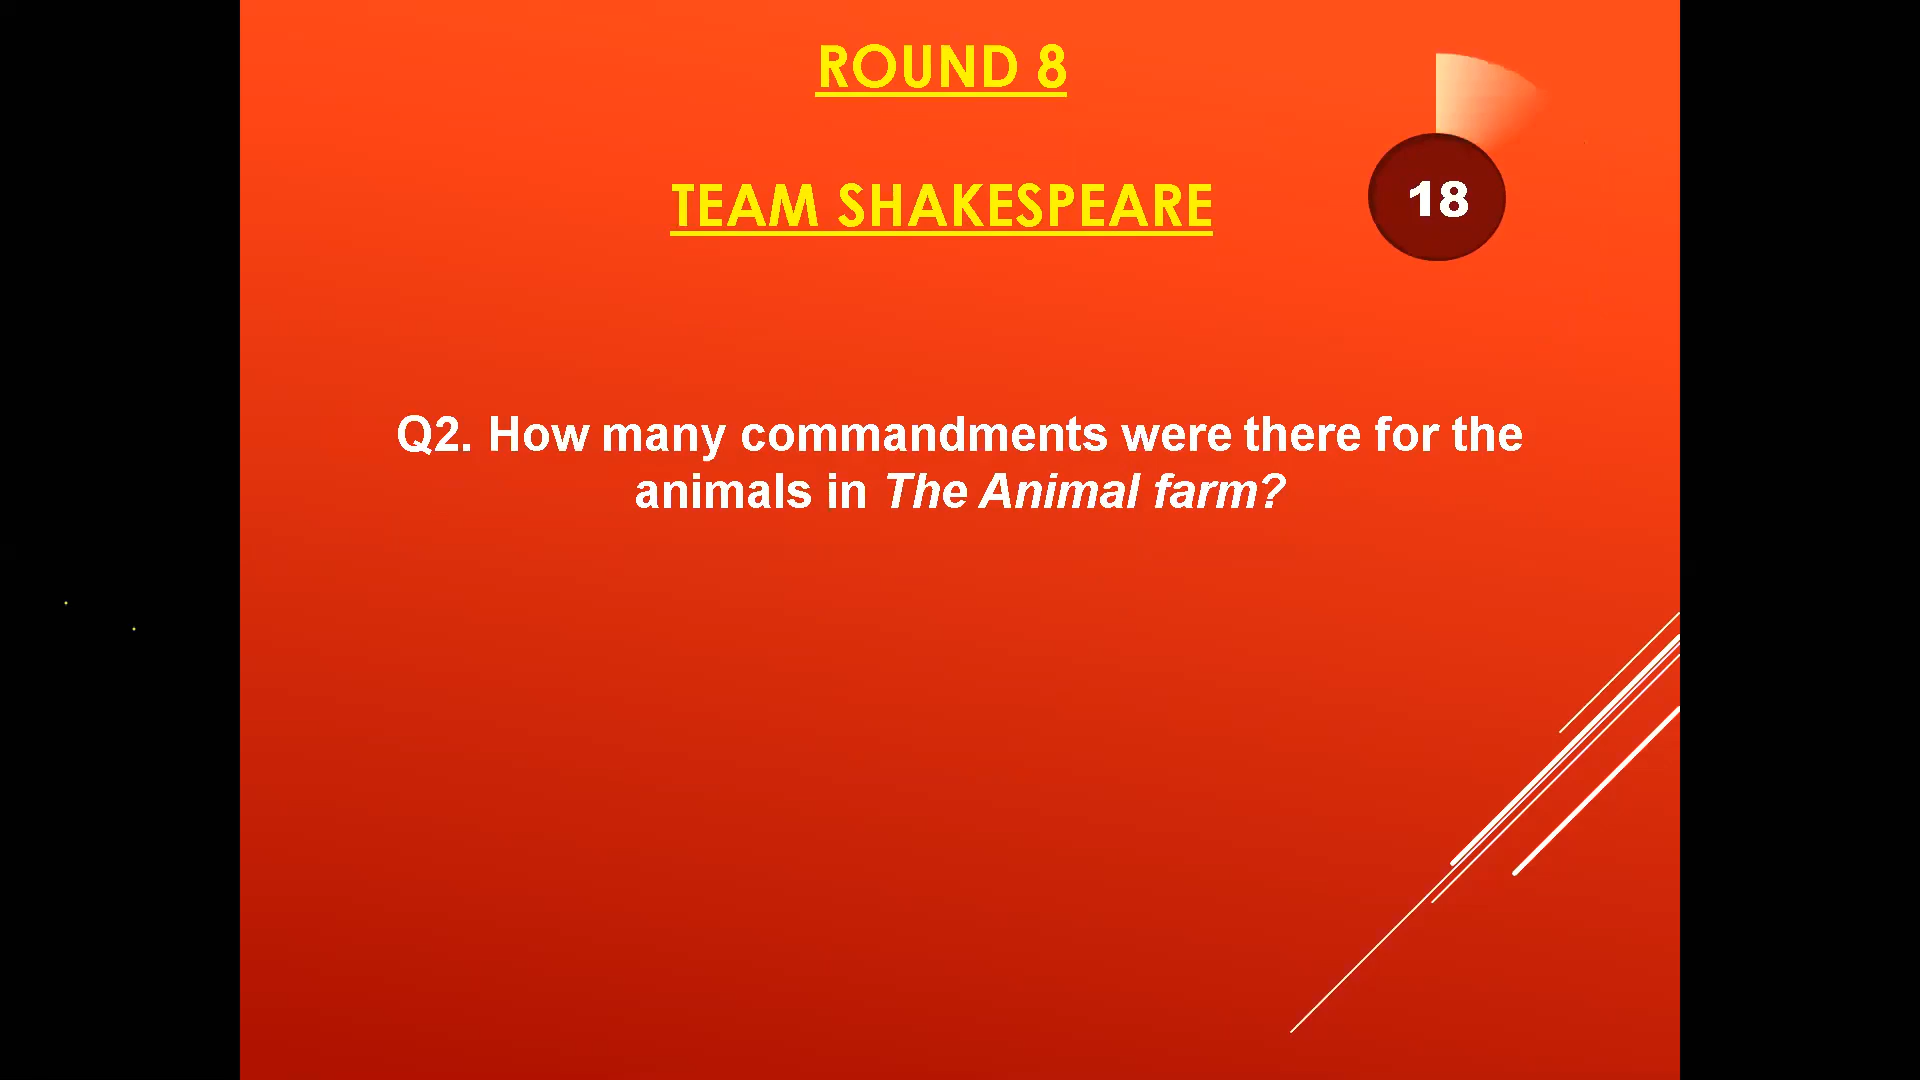 ROUND 8
TEAM SHAKESPEARE
18
Q2. How many commandments were there for the
animals in The Animal farm?